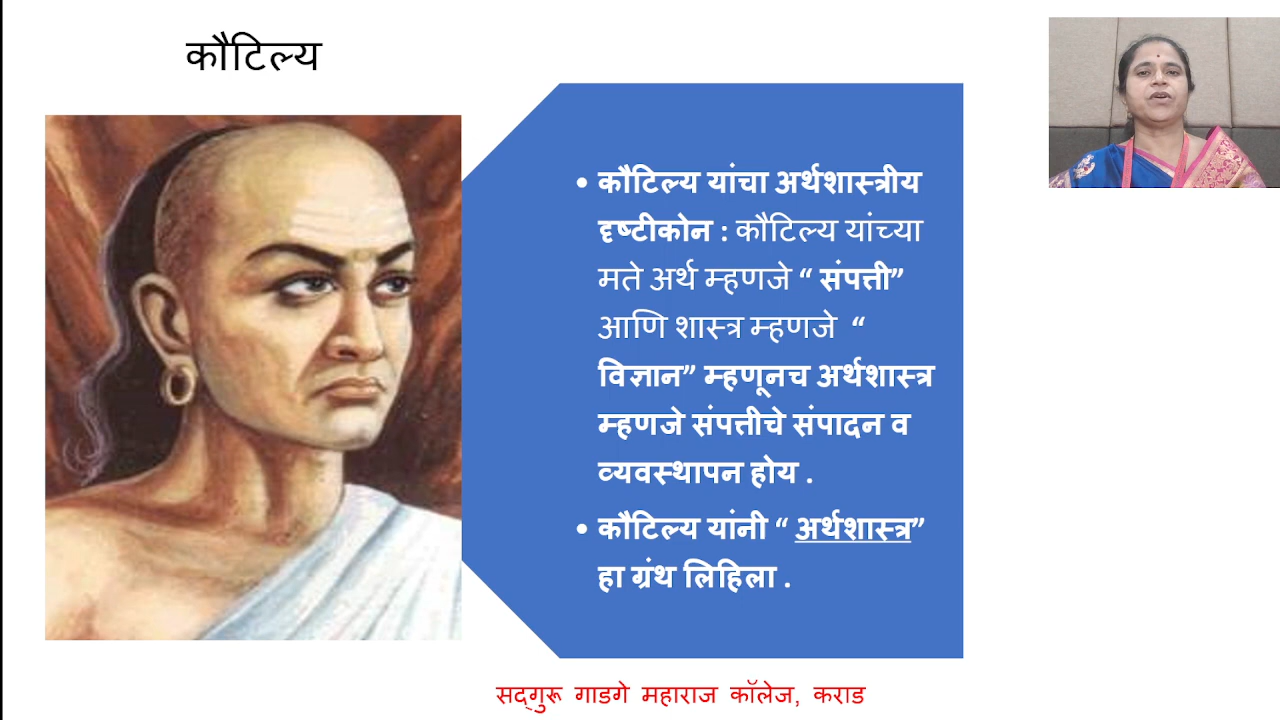 कौटिल्य
• कौटिल्य यांचा अर्थशास्त्रीय
दृष्टीकोन : कौटिल्य यांच्या
मते अर्थ म्हणजे “ संपत्ती”
आणि शास्त्र म्हणजे “
विज्ञान” म्हणूनच अर्थशास्त्र
म्हणजे संपत्तीचे संपादन व
व्यवस्थापन होय .
• कौटिल्य यांनी “ अर्थशास्त्र”
हा ग्रंथ लिहिला .
सद्‌गुरू गाडगे महाराज कॉलेज, कराड